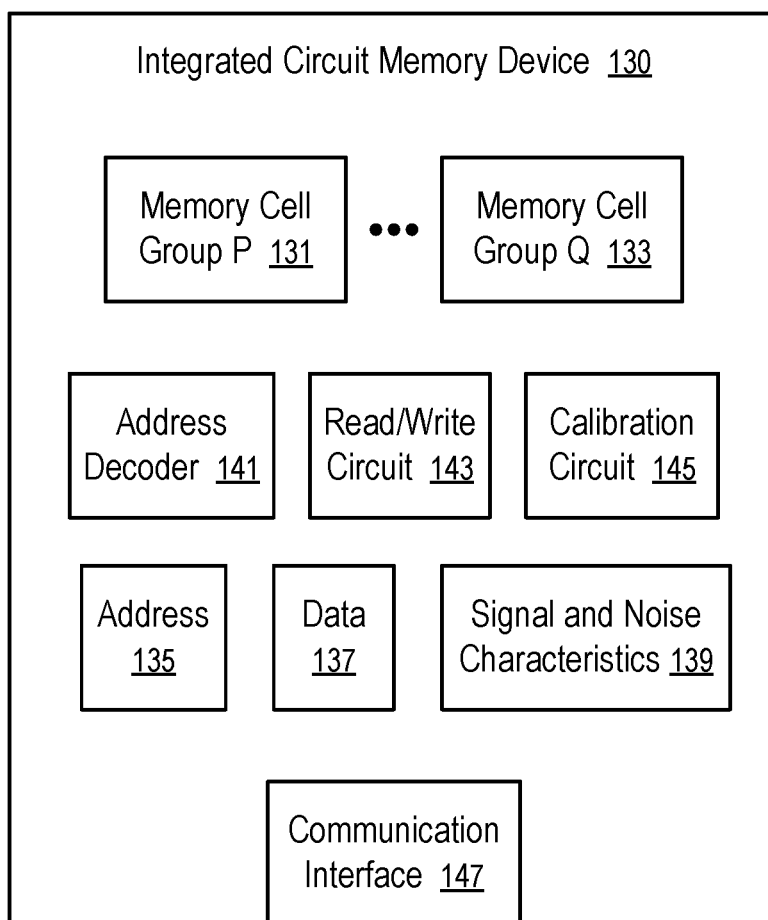 Integrated Circuit Memory Device 130
Memory Cell
Group P 131
Memory Cell
Group Q 133
Address
Decoder 141
Read/Write
Circuit 143
Calibration
Circuit 145
Address
135
Data
137
Signal and Noise
Characteristics 139
Communication
Interface 147